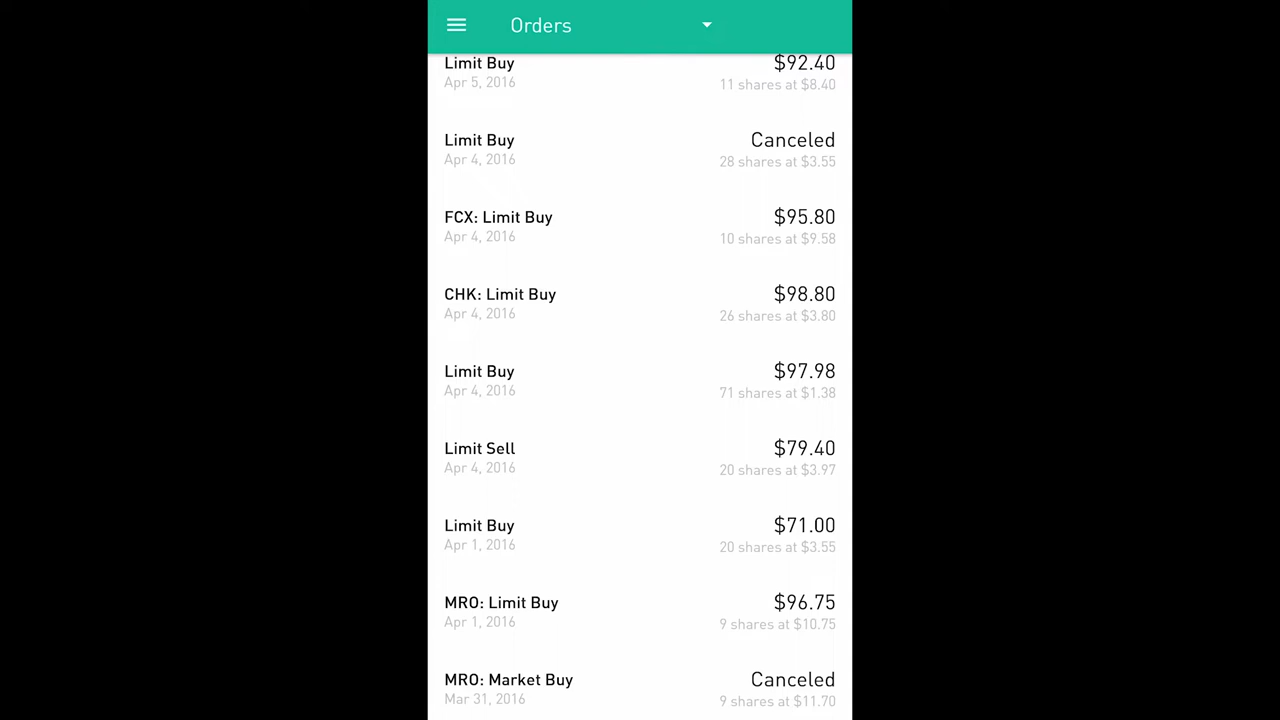 Orders
Limit Buy $92.40
Apr 5, 2016 11 shares at $8.40
Limit Buy Canceled
Apr 4, 2016 28 shares at $3.55
FCX: Limit Buy $95.80
Apr 4, 2016 10 shares at $9.58
CHK: Limit Buy $98.80
Apr 4, 2016 26 shares at $3.80
Limit Buy $97.98
Apr 4, 2016 71 shares at $1.38
Limit Sell $79.40
Apr 4, 2016 20 shares at $3.97
Limit Buy $71.00
Apr 1, 2016 20 shares at $3.55
MRO: Limit Buy $96.75
Apr 1, 2016 9 shares at $10.75
MRO: Market Buy Canceled
Mar 31, 2016 9 shares at $11.70